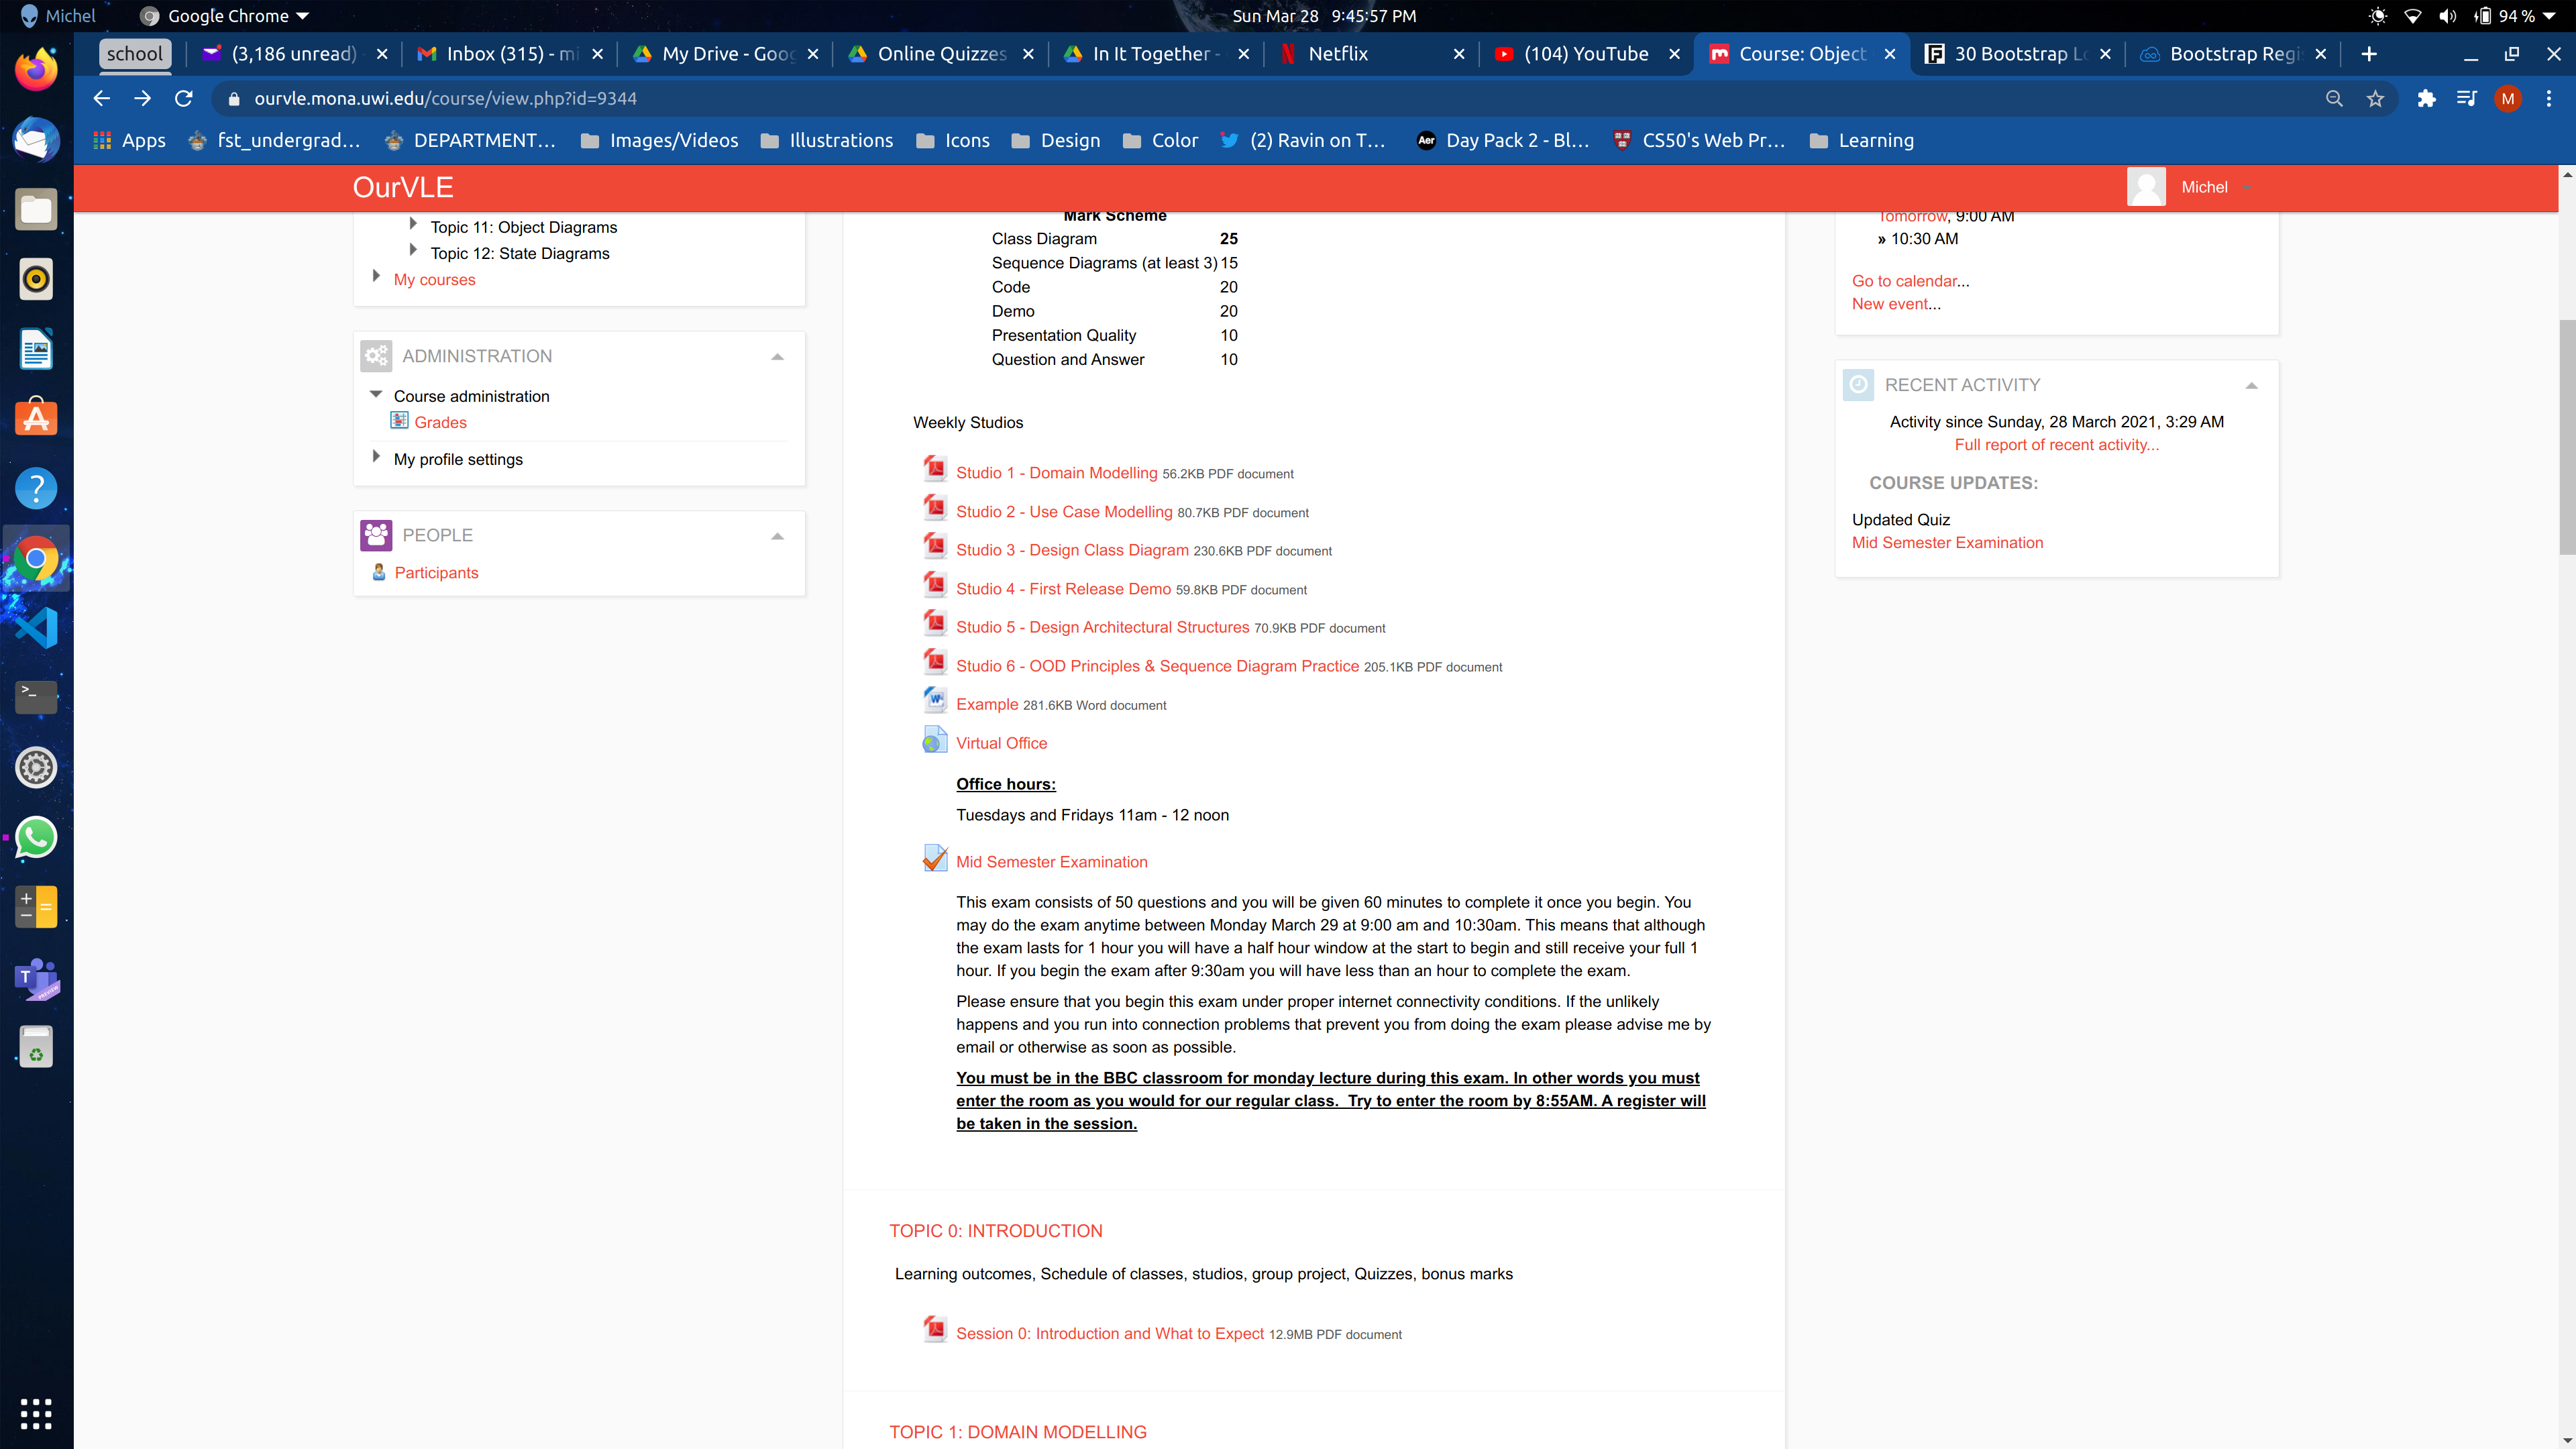 Michel
Google Chrome
Sun Mar 28 9:45:57 PM
94 %
school
(3,186 unread)
Inbox (315) - mi
My Drive - Goog
Online Quizzes
In It Together -
Netflix
(104) YouTube
Course: Object
30 Bootstrap Lo
Bootstrap Regi
ourvle.mona.uwi.edu/course/view.php?id=9344
M
Apps
fst_undergrad...
DEPARTMENT...
Images/Videos
Illustrations
Icons
Design
Color
(2) Ravin on T...
Aer
Day Pack 2 - Bl...
CS50's Web Pr...
Learning
OurVLE
Michel
Topic 11: Object Diagrams
Topic 12: State Diagrams
My courses
ADMINISTRATION
Course administration
Grades
My profile settings
PEOPLE
Participants
Mark Scheme
Class Diagram 25
Sequence Diagrams (at least 3) 15
Code 20
Demo 20
Presentation Quality 10
Question and Answer 10
Weekly Studios
Studio 1 - Domain Modelling 56.2KB PDF document
Studio 2 - Use Case Modelling 80.7KB PDF document
Studio 3 - Design Class Diagram 230.6KB PDF document
Studio 4 - First Release Demo 59.8KB PDF document
Studio 5 - Design Architectural Structures 70.9KB PDF document
Studio 6 - OOD Principles & Sequence Diagram Practice 205.1KB PDF document
Example 281.6KB Word document
Virtual Office
Office hours:
Tuesdays and Fridays 11am - 12 noon
Mid Semester Examination
This exam consists of 50 questions and you will be given 60 minutes to complete it once you begin. You
may do the exam anytime between Monday March 29 at 9:00 am and 10:30am. This means that although
the exam lasts for 1 hour you will have a half hour window at the start to begin and still receive your full 1
hour. If you begin the exam after 9:30am you will have less than an hour to complete the exam.
Please ensure that you begin this exam under proper internet connectivity conditions. If the unlikely
happens and you run into connection problems that prevent you from doing the exam please advise me by
email or otherwise as soon as possible.
You must be in the BBC classroom for monday lecture during this exam. In other words you must
enter the room as you would for our regular class. Try to enter the room by 8:55AM. A register will
be taken in the session.
TOPIC 0: INTRODUCTION
Learning outcomes, Schedule of classes, studios, group project, Quizzes, bonus marks
Session 0: Introduction and What to Expect 12.9MB PDF document
TOPIC 1: DOMAIN MODELLING
Tomorrow, 9:00 AM
» 10:30 AM
Go to calendar...
New event...
RECENT ACTIVITY
Activity since Sunday, 28 March 2021, 3:29 AM
Full report of recent activity...
COURSE UPDATES:
Updated Quiz
Mid Semester Examination